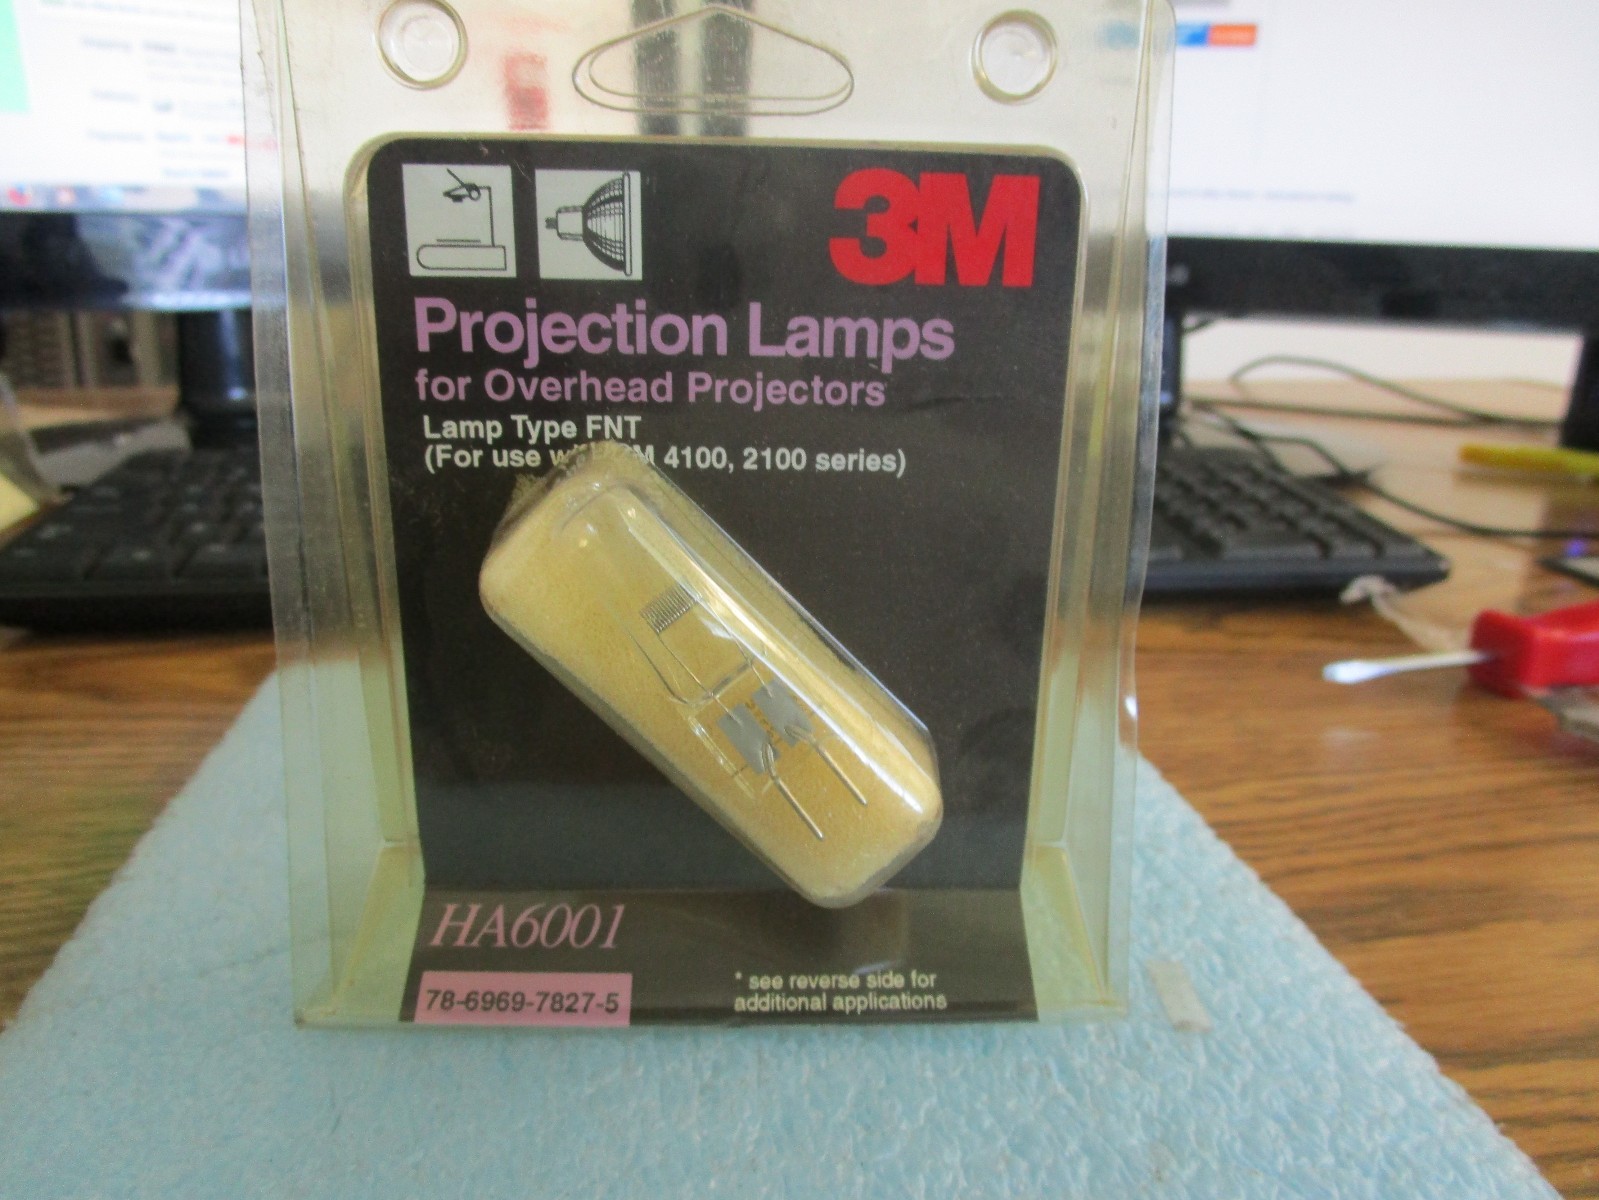 3M
Projection Lamps
for Overhead Projectors
Lamp Type FNT
(For use 4100, 2100 series)
HA6001
78-6969-7827-5
* see reverse side for
additional applications